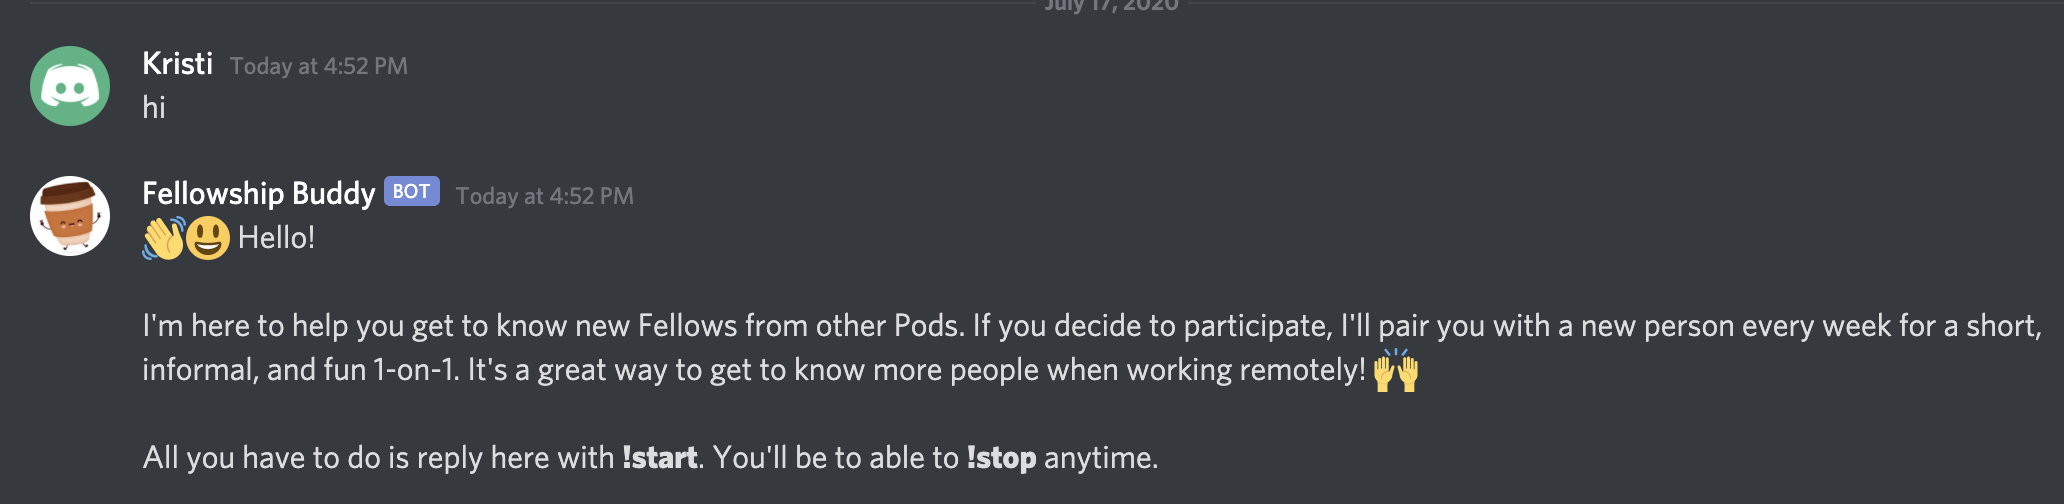 July 17, 2020
Kristi Today at 4:52 PM
hi
Fellowship Buddy BOT Today at 4:52 PM
👋😃 Hello!
I'm here to help you get to know new Fellows from other Pods. If you decide to participate, I'll pair you with a new person every week for a short,
informal, and fun 1-on-1. It's a great way to get to know more people when working remotely! 🙌
All you have to do is reply here with !start. You'll be to able to !stop anytime.